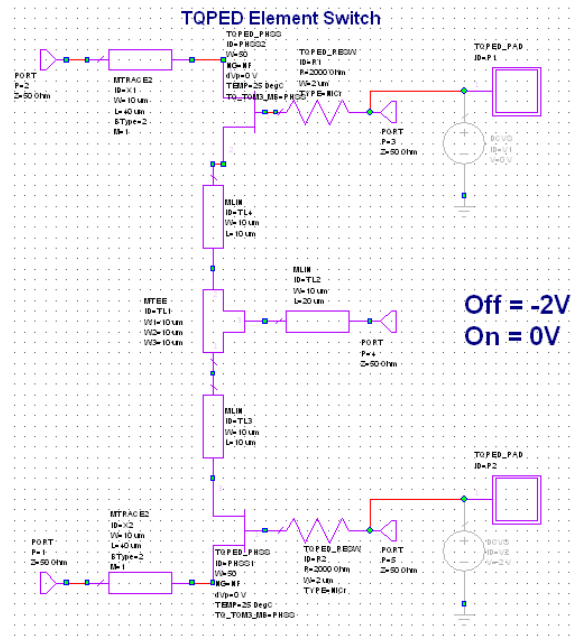 TQPED Element Switch
TQPED_PHSS
ID=PHSS2
W=50
NG=NF
dVp=0 V
TEMP=25 DegC
TQ_TOM3_MB=PHSS
TQPED_RESW
ID=R1
R=2000 Ohm
W=2 um
TYPE=NiCr
TQPED_PAD
ID=P1
PORT
P=2
Z=50 Ohm
MTRACE2
ID=X1
W=10 um
L=40 um
BType=2
M=1
PORT
P=3
Z=50 Ohm
DCVS
ID=V1
V=0 V
MLIN
ID=TL4
W=10 um
L=10 um
MTEE
ID=TL1
W1=10 um
W2=10 um
W3=10 um
MLIN
ID=TL2
W=10 um
L=20 um
PORT
P=4
Z=50 Ohm
Off = -2V
On = 0V
MLIN
ID=TL3
W=10 um
L=10 um
TQPED_PAD
ID=P2
PORT
P=1
Z=50 Ohm
MTRACE2
ID=X2
W=10 um
L=40 um
BType=2
M=1
TQPED_PHSS
ID=PHSS1
W=50
NG=NF
dVp=0 V
TEMP=25 DegC
TQ_TOM3_MB=PHSS
TQPED_RESW
ID=R2
R=2000 Ohm
W=2 um
TYPE=NiCr
PORT
P=5
Z=50 Ohm
DCVS
ID=V2
V=-2 V